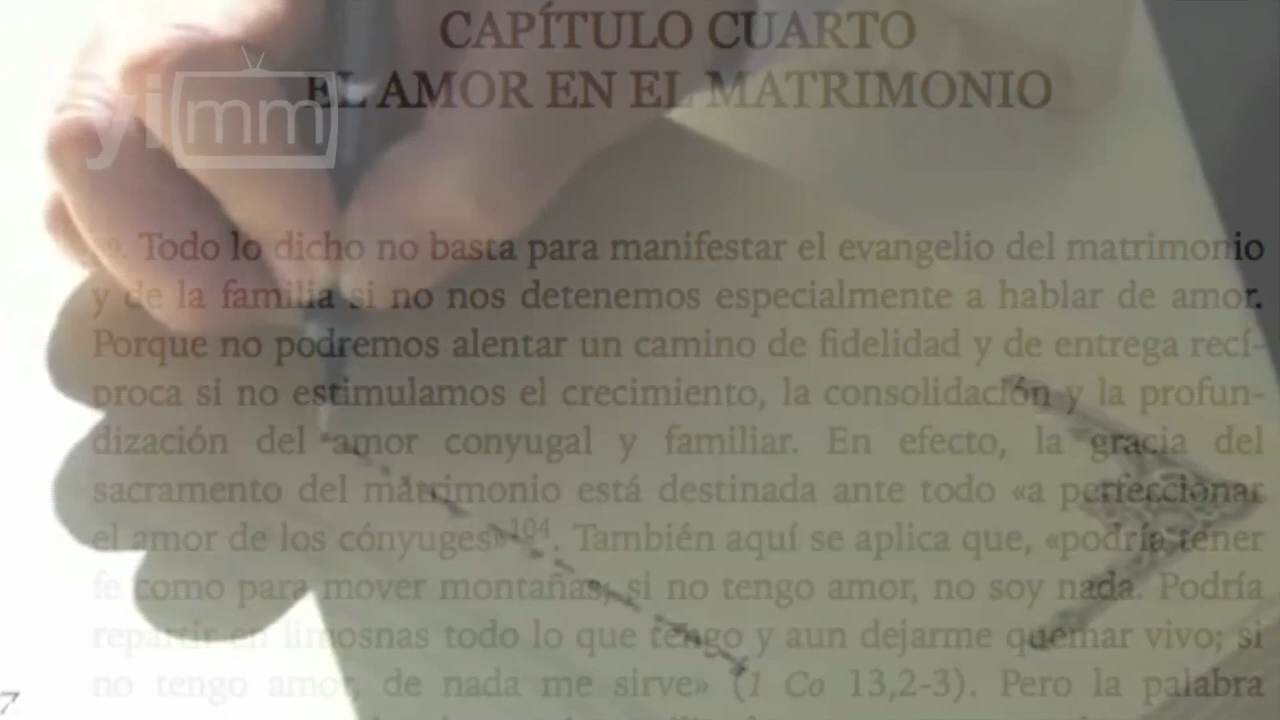 CAPÍTULO CUARTO
EL AMOR EN EL MATRIMONIO
yimm
Todo lo dicho no basta para manifestar el evangelio del matrimonio
y de la familia si no nos detenemos especialmente a hablar de amor.
Porque no podremos alentar un camino de fidelidad y de entrega recí-
proca si no estimulamos el crecimiento, la consolidación y la profun-
dización del amor conyugal y familiar. En efecto, la gracia del
sacramento del matrimonio está destinada ante todo «a perfeccionar
el amor de los cónyuges»104. También aquí se aplica que, «podría tener
fe como para mover montañas; si no tengo amor, no soy nada. Podría
repartir en limosnas todo lo que tengo y aun dejarme quemar vivo; si
no tengo amor, de nada me sirve» (1 Co 13,2-3). Pero la palabra
7